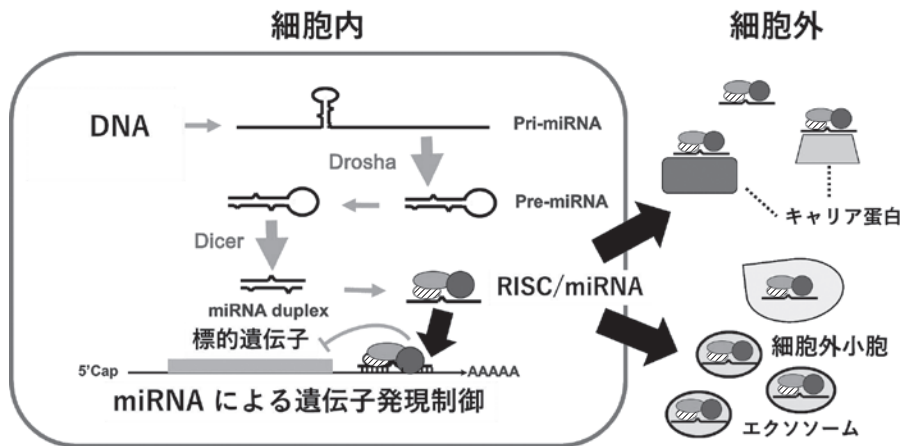 細胞内
細胞外
DNA
Pri-miRNA
Drosha
Pre-miRNA
キャリア蛋白
Dicer
RISC/miRNA
miRNA duplex
標的遺伝子
細胞外小胞
5'Cap
AAAAA
miRNA による遺伝子発現制御
エクソソーム